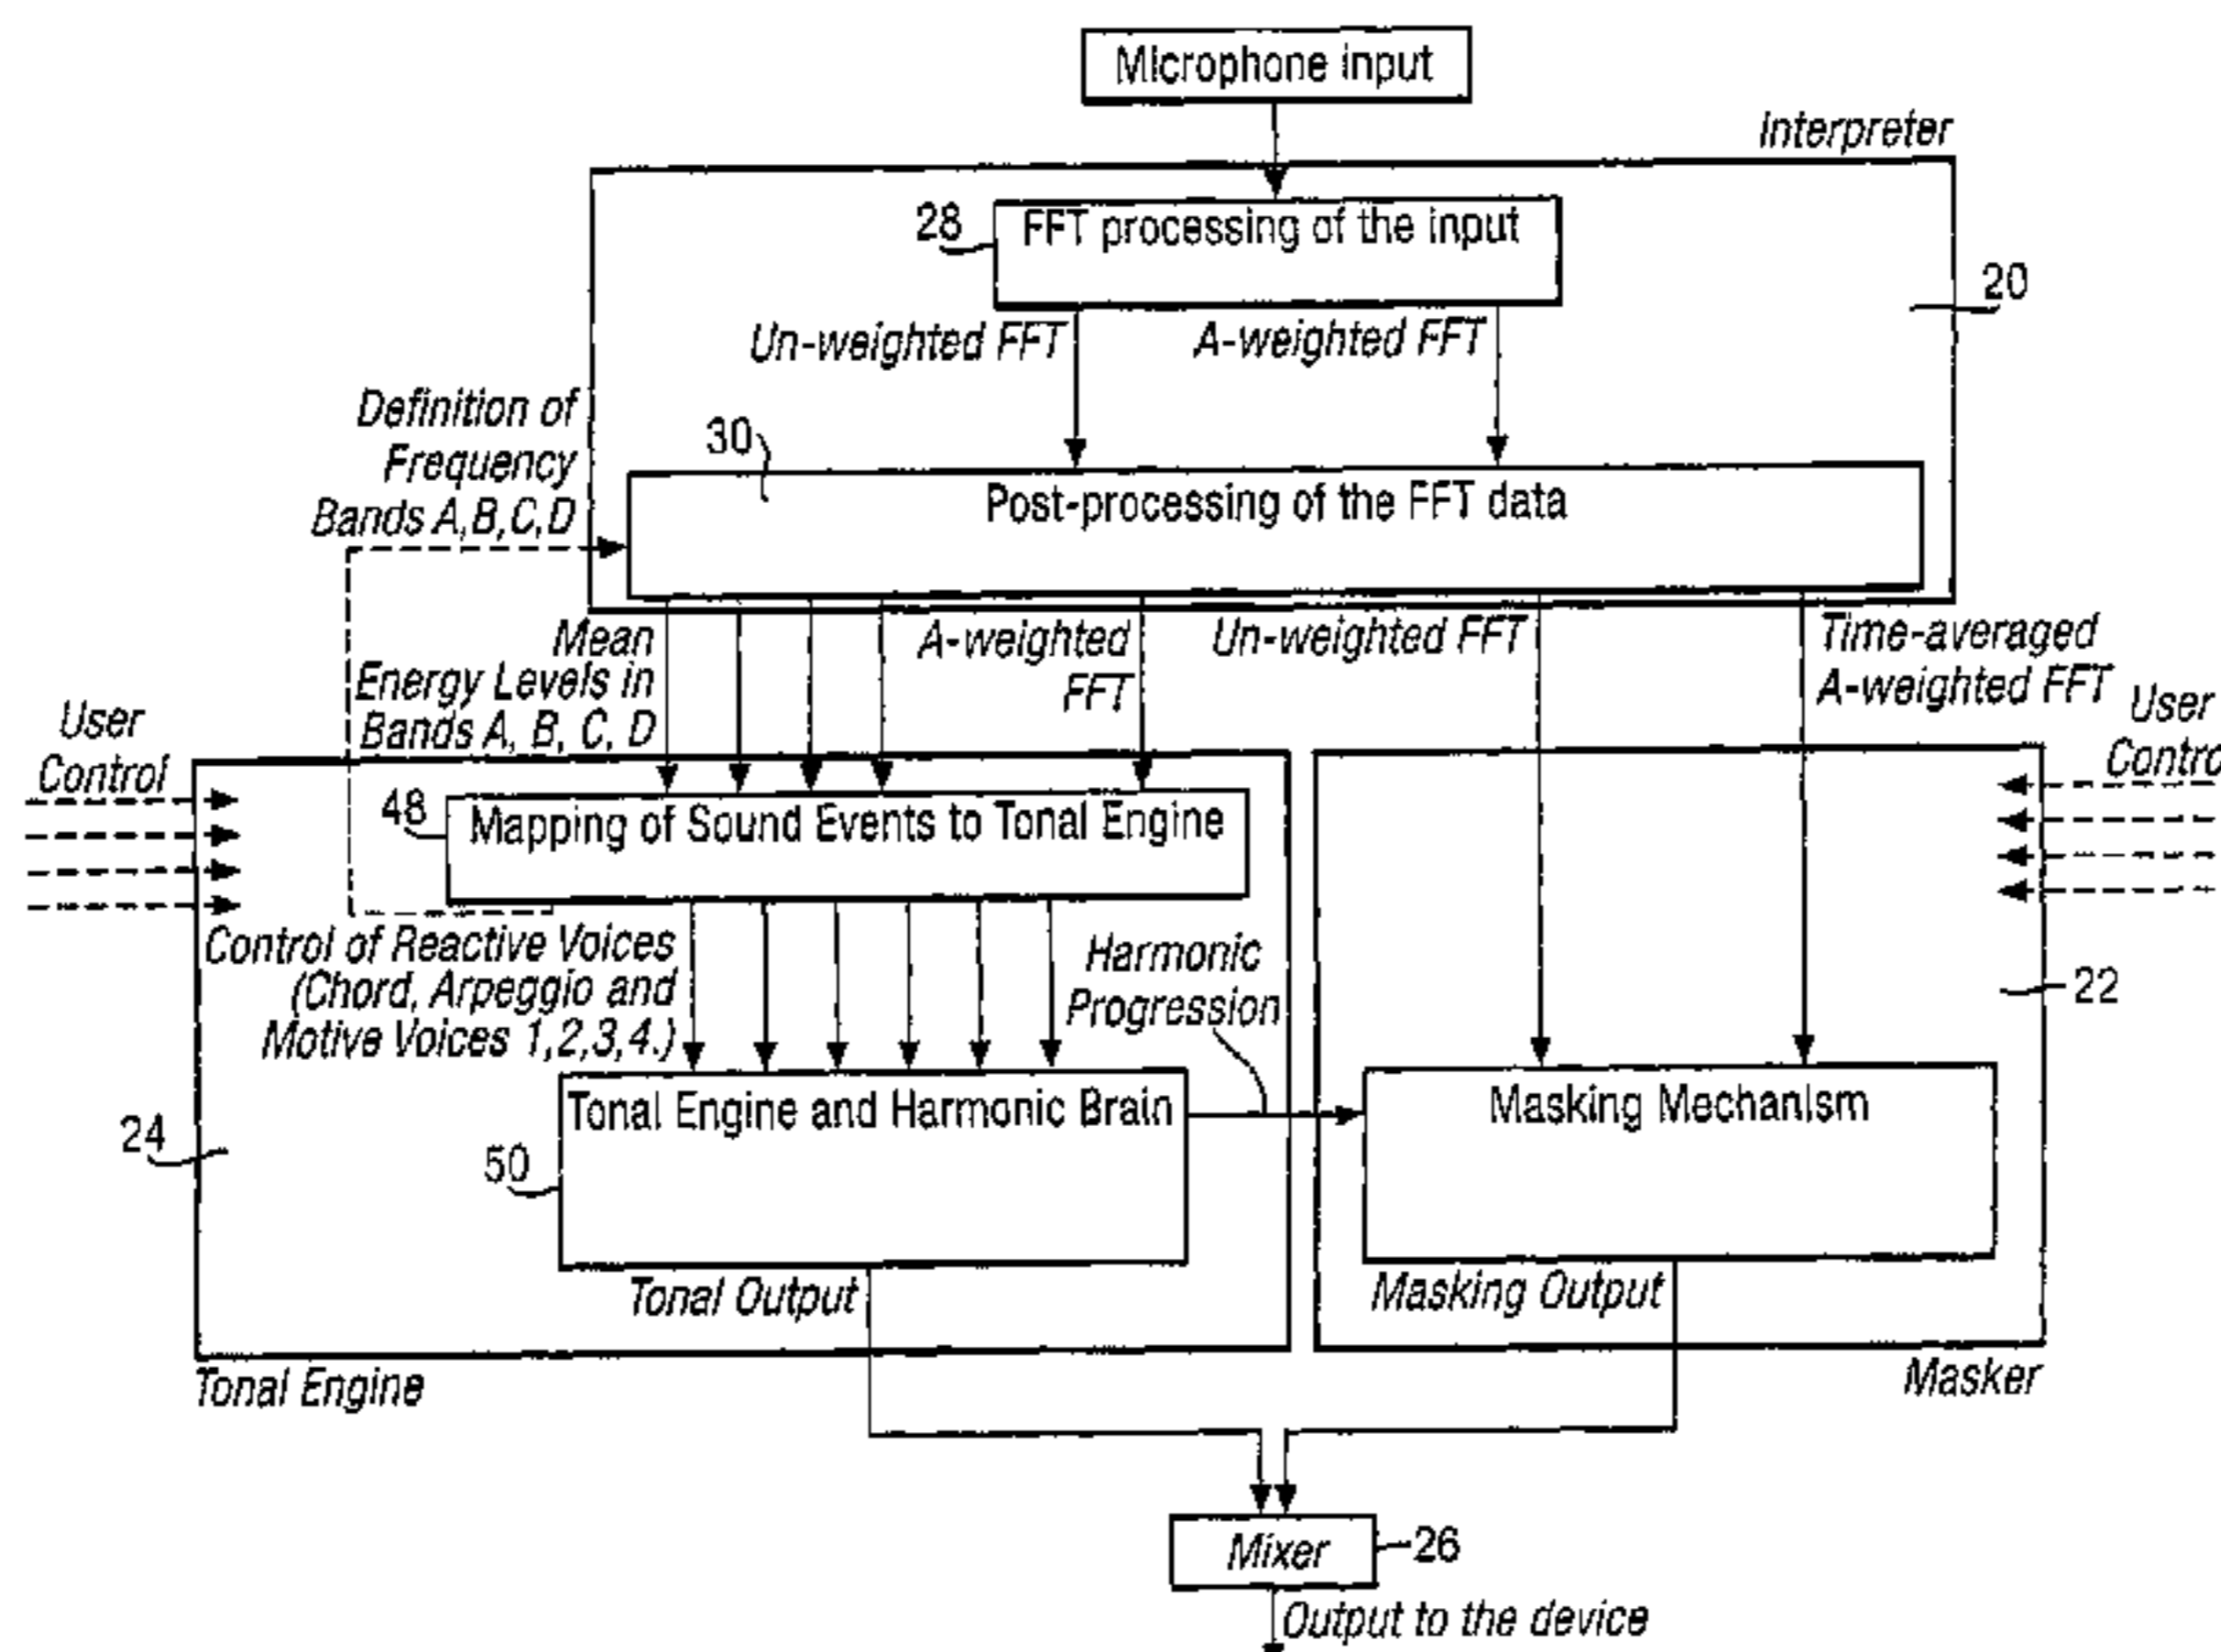 Microphone input
Interpreter
28
FFT processing of the input
20
Un-weighted FFT
A-weighted FFT
Definition of
Frequency
Bands A,B,C,D
30
Post-processing of the FFT data
Mean
Energy Levels in
Bands A, B, C, D
A-weighted
FFT
Un-weighted FFT
Time-averaged
A-weighted FFT
User
Control
User
Contro
48
Mapping of Sound Events to Tonal Engine
Control of Reactive Voices
(Chord, Arpeggio and
Motive Voices 1,2,3,4.)
Harmonic
Progression
22
24
50
Tonal Engine and Harmonic Brain
Masking Mechanism
Tonal Output
Masking Output
Tonal Engine
Masker
Mixer
26
Output to the device